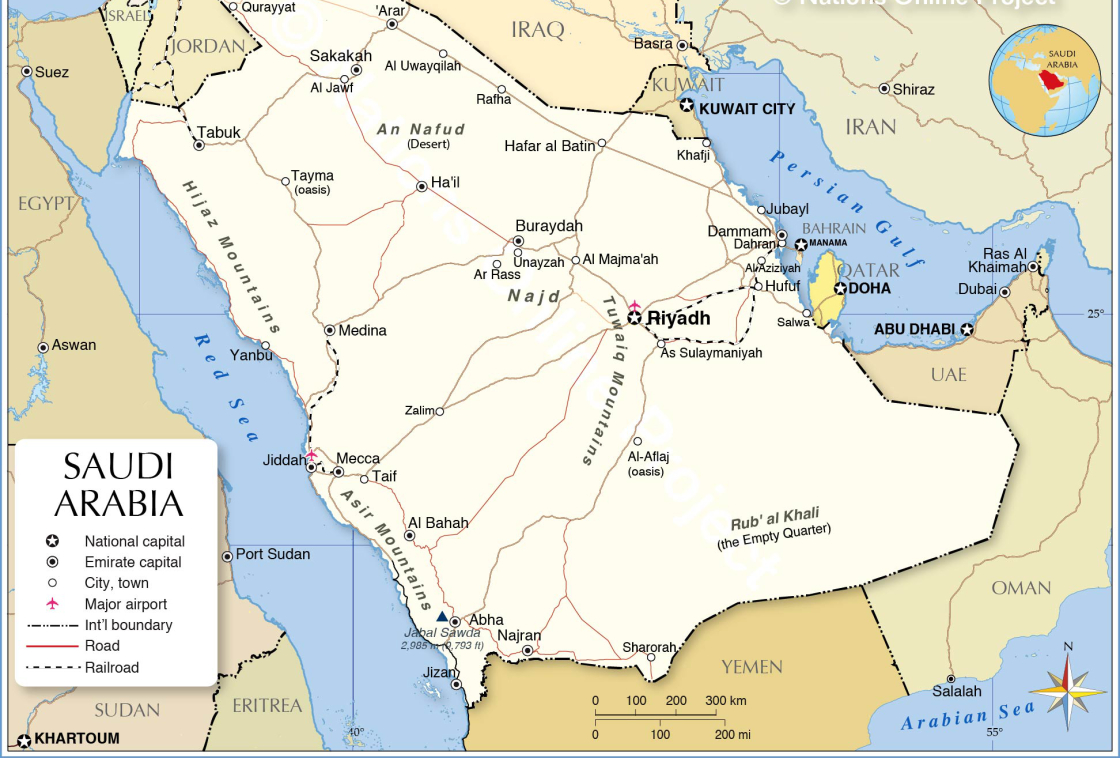 © Nations Online Project
ISRAEL
Qurayyat
'Arar
IRAQ
JORDAN
Basra
Suez
Sakakah
Al Uwayqilah
SAUDI
ARABIA
Al Jawf
KUWAIT
Rafha
KUWAIT CITY
Shiraz
Tabuk
An Nafud
(Desert)
IRAN
Hafar al Batin
Khafji
Tayma
(oasis)
Ha'il
Persian Gulf
Hijaz Mountains
EGYPT
Jubayl
Buraydah
Dammam
BAHRAIN
Dahran
MANAMA
Unayzah
Al Majma'ah
Ar Rass
Al Aziziyah
QATAR
Ras Al
Khaimah
Hufuf
DOHA
Dubai
Najd
Riyadh
Salwa
25°
Medina
ABU DHABI
Aswan
Yanbu
As Sulaymaniyah
Tuwaiq Mountains
UAE
Red Sea
Zalim
Al-Aflaj
(oasis)
Jiddah
Mecca
Taif
SAUDI
ARABIA
Asir Mountains
Al Bahah
Rub' al Khali
(the Empty Quarter)
National capital
Emirate capital
City, town
Major airport
Int'l boundary
Road
Railroad
Port Sudan
OMAN
Abha
Jabal Sawda
2,985 m (9,793 ft)
Najran
Sharorah
N
Jizan
YEMEN
Salalah
SUDAN
ERITREA
0 100 200 300 km
0 100 200 mi
Arabian Sea
KHARTOUM
40°
55°